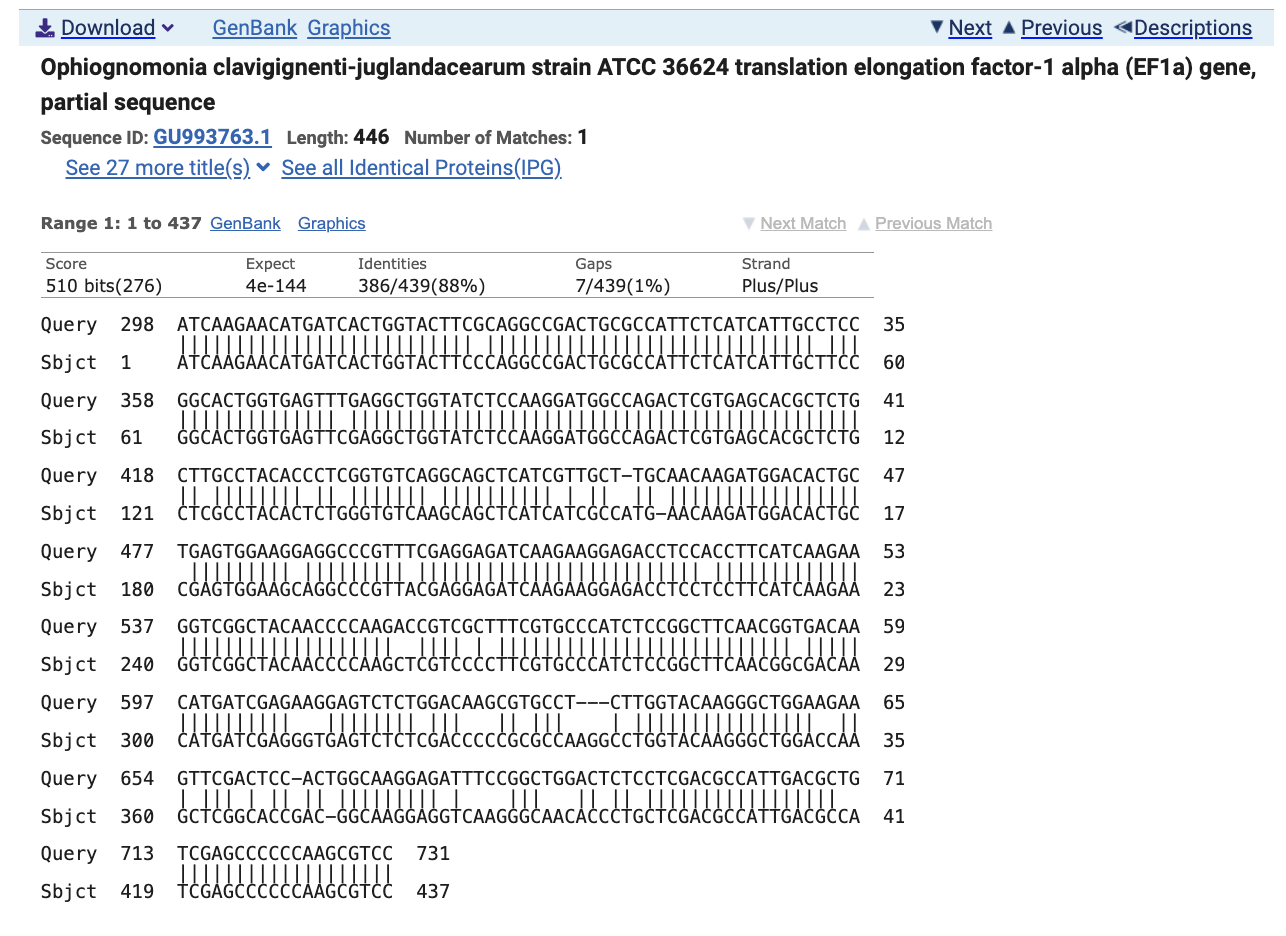 Download GenBank Graphics Next Previous Descriptions
Ophiognomonia clavigignenti-juglandacearum strain ATCC 36624 translation elongation factor-1 alpha (EF1a) gene,
partial sequence
Sequence ID: GU993763.1 Length: 446 Number of Matches: 1
See 27 more title(s) See all Identical Proteins(IPG)
Range 1: 1 to 437 GenBank Graphics Next Match Previous Match
Score Expect Identities Gaps Strand
510 bits(276) 4e-144 386/439(88%) 7/439(1%) Plus/Plus
Query 298 ATCAAGAACATGATCACTGGTACTTCGCAGGCCGACTGCGCCATTCTCATCATTGCCTCC 35
Sbjct 1 ATCAAGAACATGATCACTGGTACTTCCCAGGCCGACTGCGCCATTCTCATCATTGCTTCC 60
Query 358 GGCACTGGTGAGTTTGAGGCTGGTATCTCCAAGGATGGCCAGACTCGTGAGCACGCTCTG 41
Sbjct 61 GGCACTGGTGAGTTCGAGGCTGGTATCTCCAAGGATGGCCAGACTCGTGAGCACGCTCTG 12
Query 418 CTTGCCTACACCCTCGGTGTCAGGCAGCTCATCGTTGCT-TGCAACAAGATGGACACTGC 47
Sbjct 121 CTCGCCTACACTCTGGGTGTCAAGCAGCTCATCATCGCCATG-AACAAGATGGACACTGC 17
Query 477 TGAGTGGAAGGAGGCCCGTTTCGAGGAGATCAAGAAGGAGACCTCCACCTTCATCAAGAA 53
Sbjct 180 CGAGTGGAAGCAGGCCCGTTACGAGGAGATCAAGAAGGAGACCTCCTCCTTCATCAAGAA 23
Query 537 GGTCGGCTACAACCCCAAGACCGTCGCTTTCGTGCCCATCTCCGGCTTCAACGGTGACAA 59
Sbjct 240 GGTCGGCTACAACCCCAAGCTCGTCCCCTTCGTGCCCATCTCCGGCTTCAACGGCGACAA 29
Query 597 CATGATCGAGAAGGAGTCTCTGGACAAGCGTGCCT---CTTGGTACAAGGGCTGGAAGAA 65
Sbjct 300 CATGATCGAGGGTGAGTCTCTCGACCCCCGCGCCAAGGCCTGGTACAAGGGCTGGACCAA 35
Query 654 GTTCGACTCC-ACTGGCAAGGAGATTTCCGGCTGGACTCTCCTCGACGCCATTGACGCTG 71
Sbjct 360 GCTCGGCACCGAC-GGCAAGGAGGTCAAGGGCAACACCCTGCTCGACGCCATTGACGCCA 41
Query 713 TCGAGCCCCCCAAGCGTCC 731
Sbjct 419 TCGAGCCCCCCAAGCGTCC 437